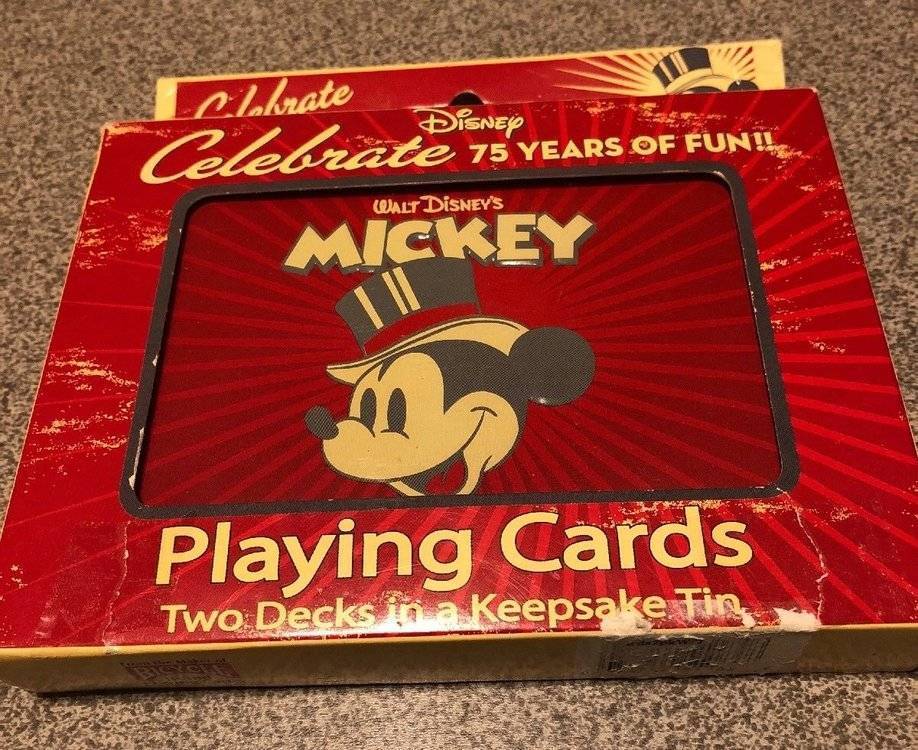 Celebrate
DISNEY
Celebrate 75 YEARS OF FUN!!
WALT DISNEY'S
MICKEY
Playing Cards
Two Decks in a Keepsake Tin